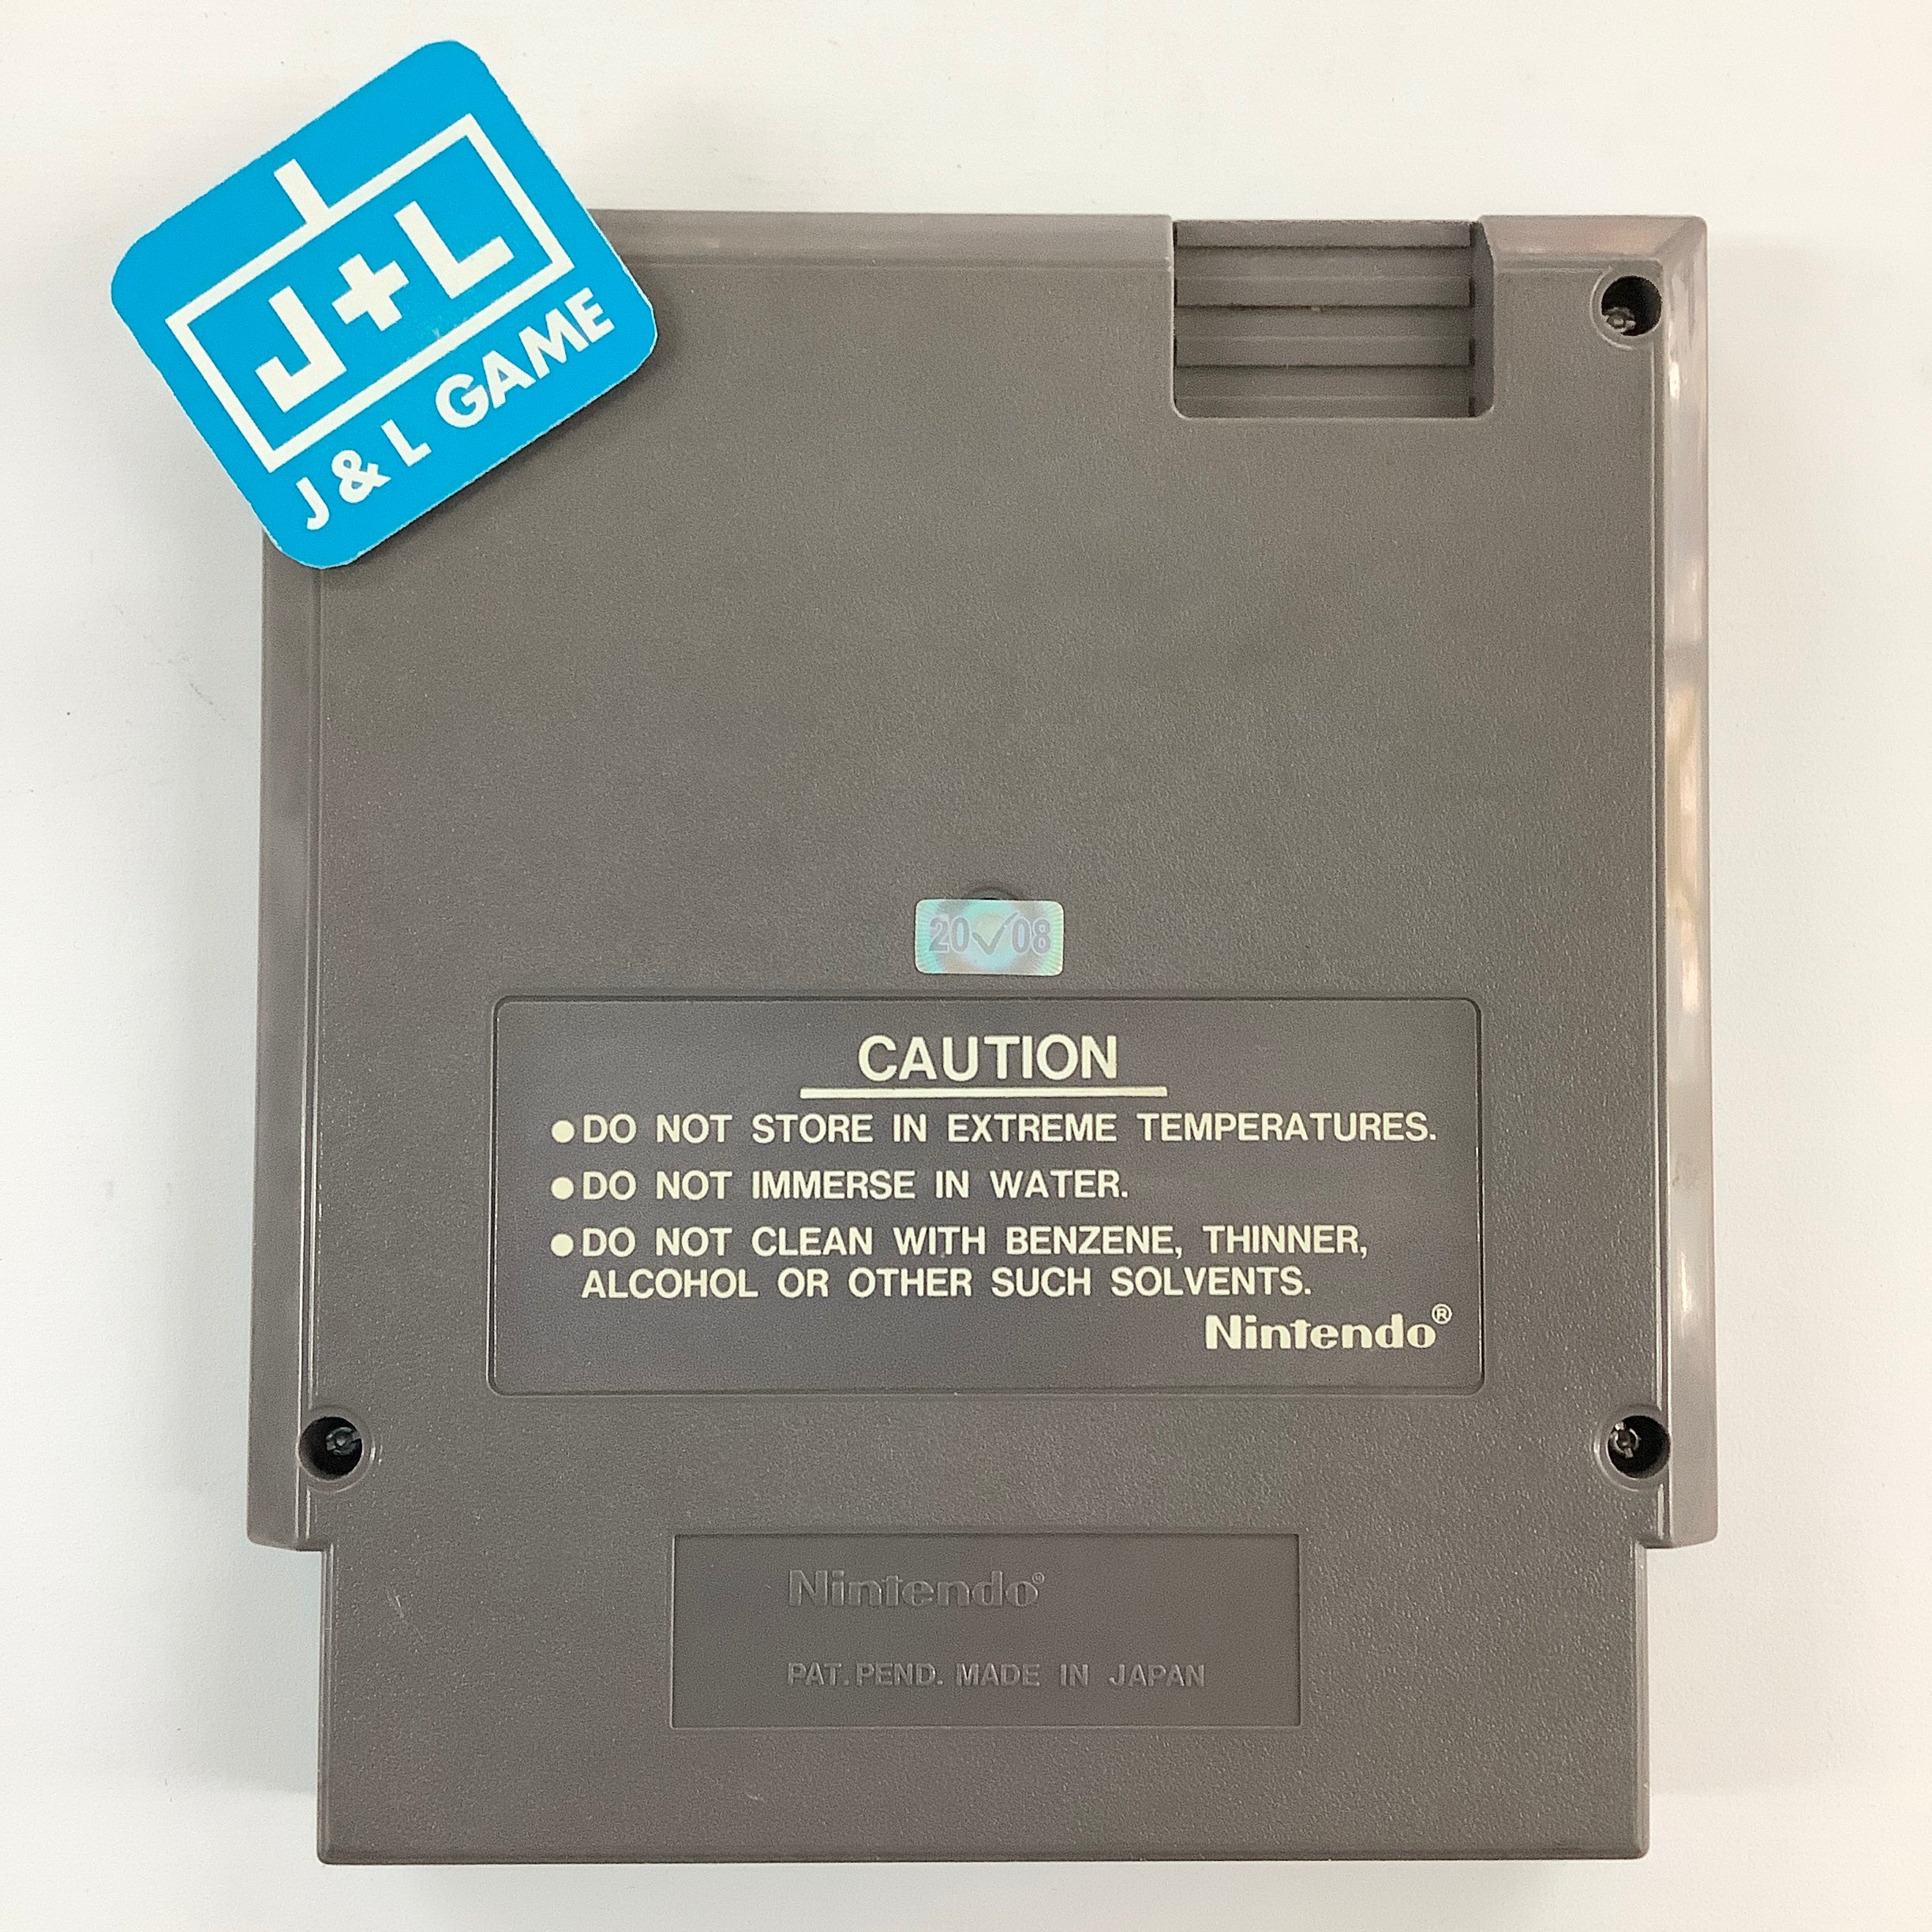 J+L
J & L GAME
20✓08
CAUTION
●DO NOT STORE IN EXTREME TEMPERATURES.
●DO NOT IMMERSE IN WATER.
●DO NOT CLEAN WITH BENZENE, THINNER,
ALCOHOL OR OTHER SUCH SOLVENTS.
Nintendo®
Nintendo®
PAT. PEND. MADE IN JAPAN